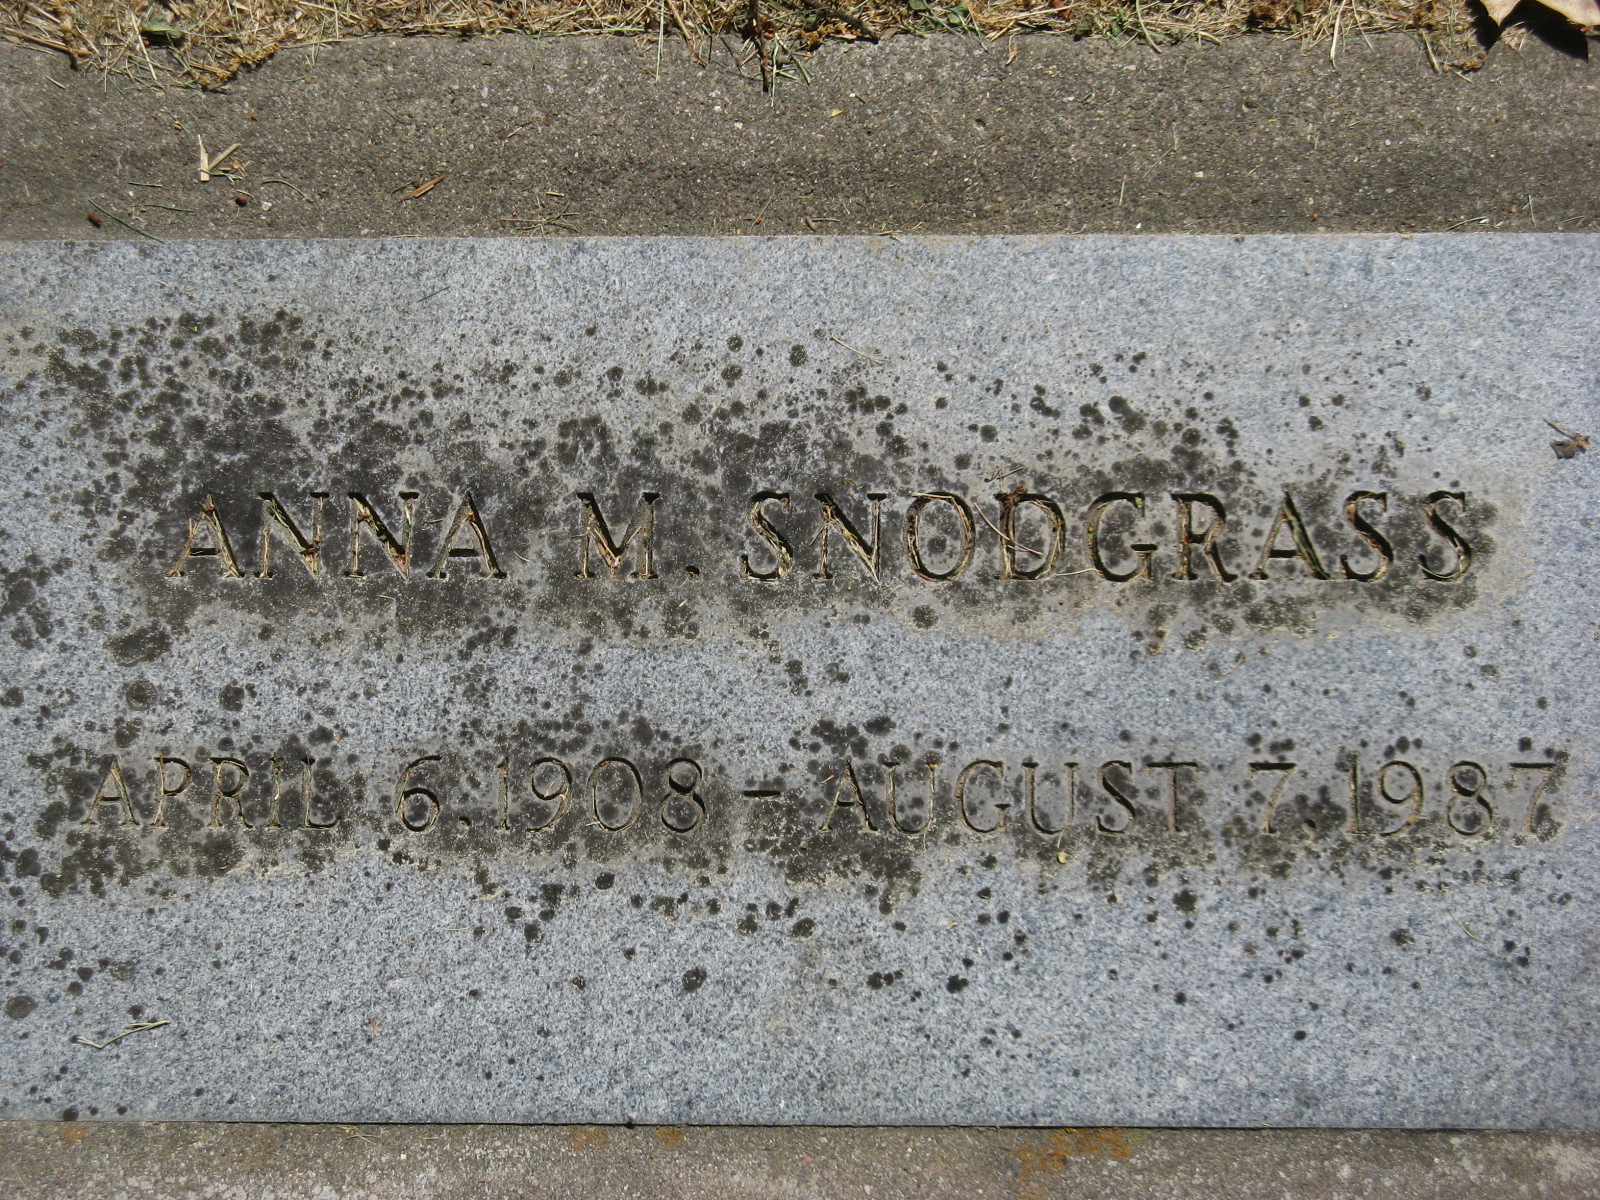 ANNA M. SNODGRASS
APRIL 6, 1908 – AUGUST 7, 1987